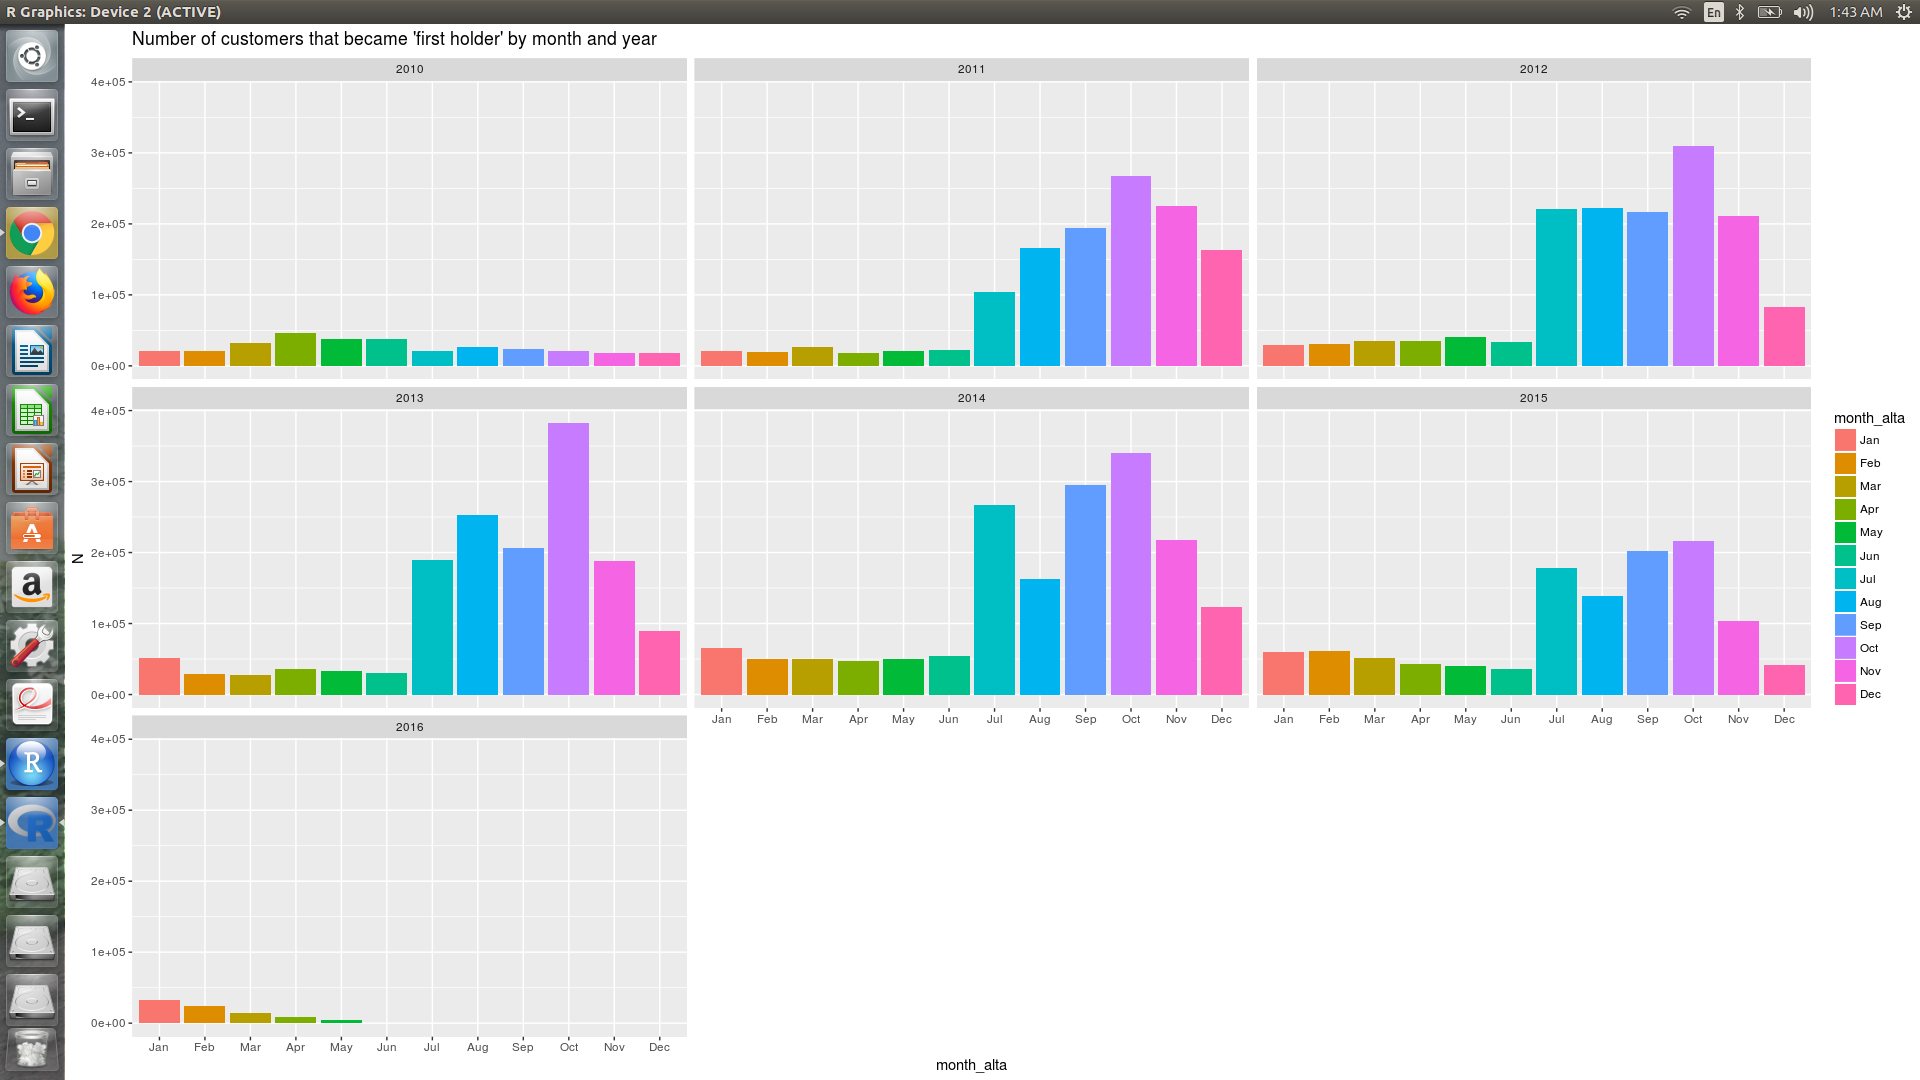 R Graphics: Device 2 (ACTIVE)
En
1:43 AM
Number of customers that became 'first holder' by month and year
2010
2011
2012
4e+05
3e+05
2e+05
1e+05
0e+00
2013
2014
2015
4e+05
3e+05
2e+05
1e+05
0e+00
Jan Feb Mar Apr May Jun Jul Aug Sep Oct Nov Dec
Jan Feb Mar Apr May Jun Jul Aug Sep Oct Nov Dec
2016
4e+05
3e+05
2e+05
1e+05
0e+00
Jan Feb Mar Apr May Jun Jul Aug Sep Oct Nov Dec
N
month_alta
month_alta
Jan
Feb
Mar
Apr
May
Jun
Jul
Aug
Sep
Oct
Nov
Dec
>_
A
a
R
R